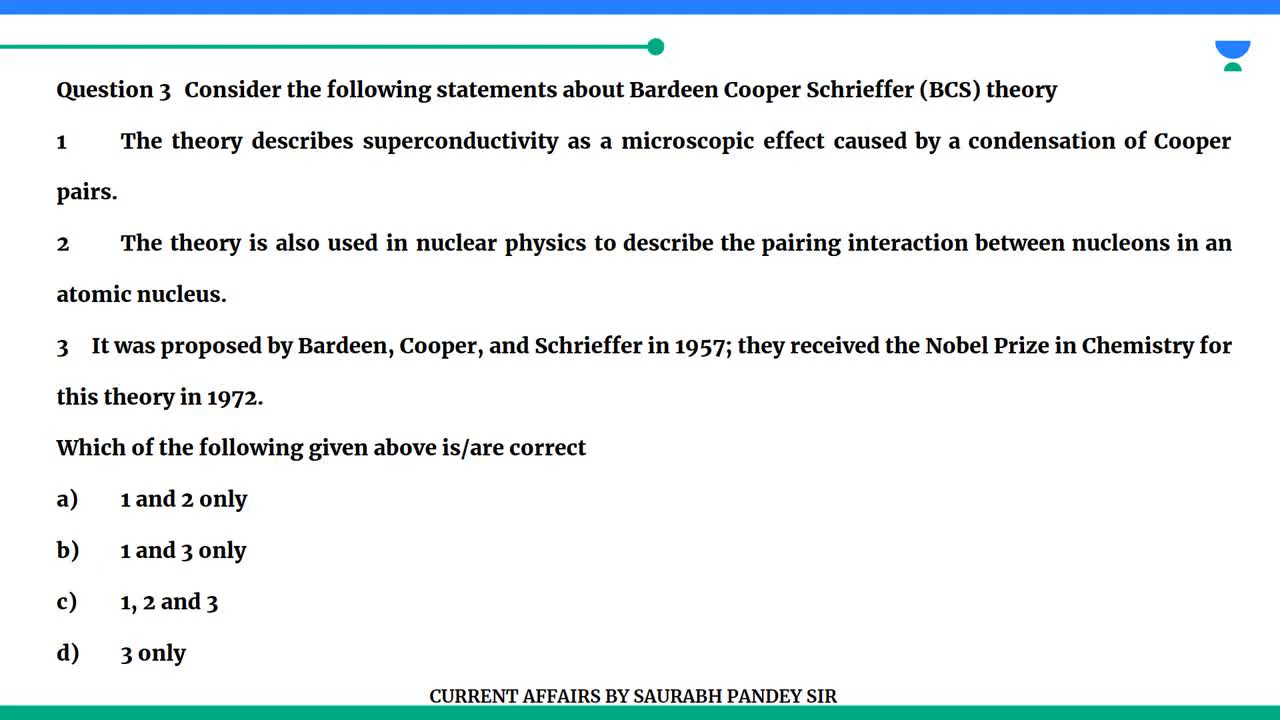 Question 3 Consider the following statements about Bardeen Cooper Schrieffer (BCS) theory
1 The theory describes superconductivity as a microscopic effect caused by a condensation of Cooper
pairs.
2 The theory is also used in nuclear physics to describe the pairing interaction between nucleons in an
atomic nucleus.
3 It was proposed by Bardeen, Cooper, and Schrieffer in 1957; they received the Nobel Prize in Chemistry for
this theory in 1972.
Which of the following given above is/are correct
a) 1 and 2 only
b) 1 and 3 only
c) 1, 2 and 3
d) 3 only
CURRENT AFFAIRS BY SAURABH PANDEY SIR